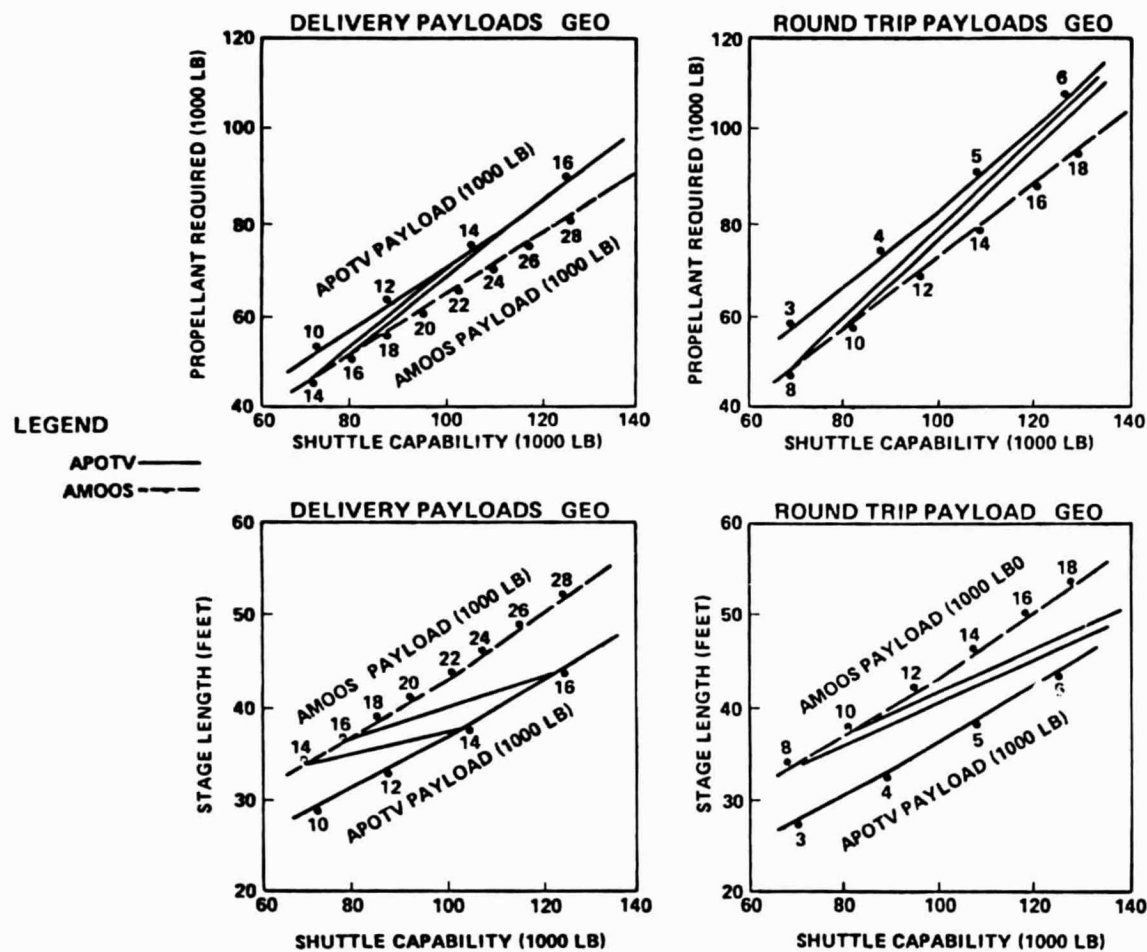 DELIVERY PAYLOADS GEO
PROPELLANT REQUIRED (1000 LB)
120
100
80
60
40
APOTV PAYLOAD (1000 LB)
10
12
14
16
14
16
18
20
22
24
26
28
AMOOS PAYLOAD (1000 LB)
60 80 100 120 140
SHUTTLE CAPABILITY (1000 LB)
ROUND TRIP PAYLOADS GEO
PROPELLANT REQUIRED (1000 LB)
120
100
80
60
40
3
4
5
6
8
10
12
14
16
18
60 80 100 120 140
SHUTTLE CAPABILITY (1000 LB)
LEGEND
APOTV
AMOOS
DELIVERY PAYLOADS GEO
STAGE LENGTH (FEET)
60
50
40
30
20
AMOOS PAYLOAD (1000 LB)
14
16
18
20
22
24
26
28
10
12
14
16
APOTV PAYLOAD (1000 LB)
60 80 100 120 140
SHUTTLE CAPABILITY (1000 LB)
ROUND TRIP PAYLOAD GEO
STAGE LENGTH (FEET)
60
50
40
30
20
AMOOS PAYLOAD (1000 LB0
8
10
12
14
16
18
3
4
5
6
APOTV PAYLOAD (1000 LB)
60 80 100 120 140
SHUTTLE CAPABILITY (1000 LB)